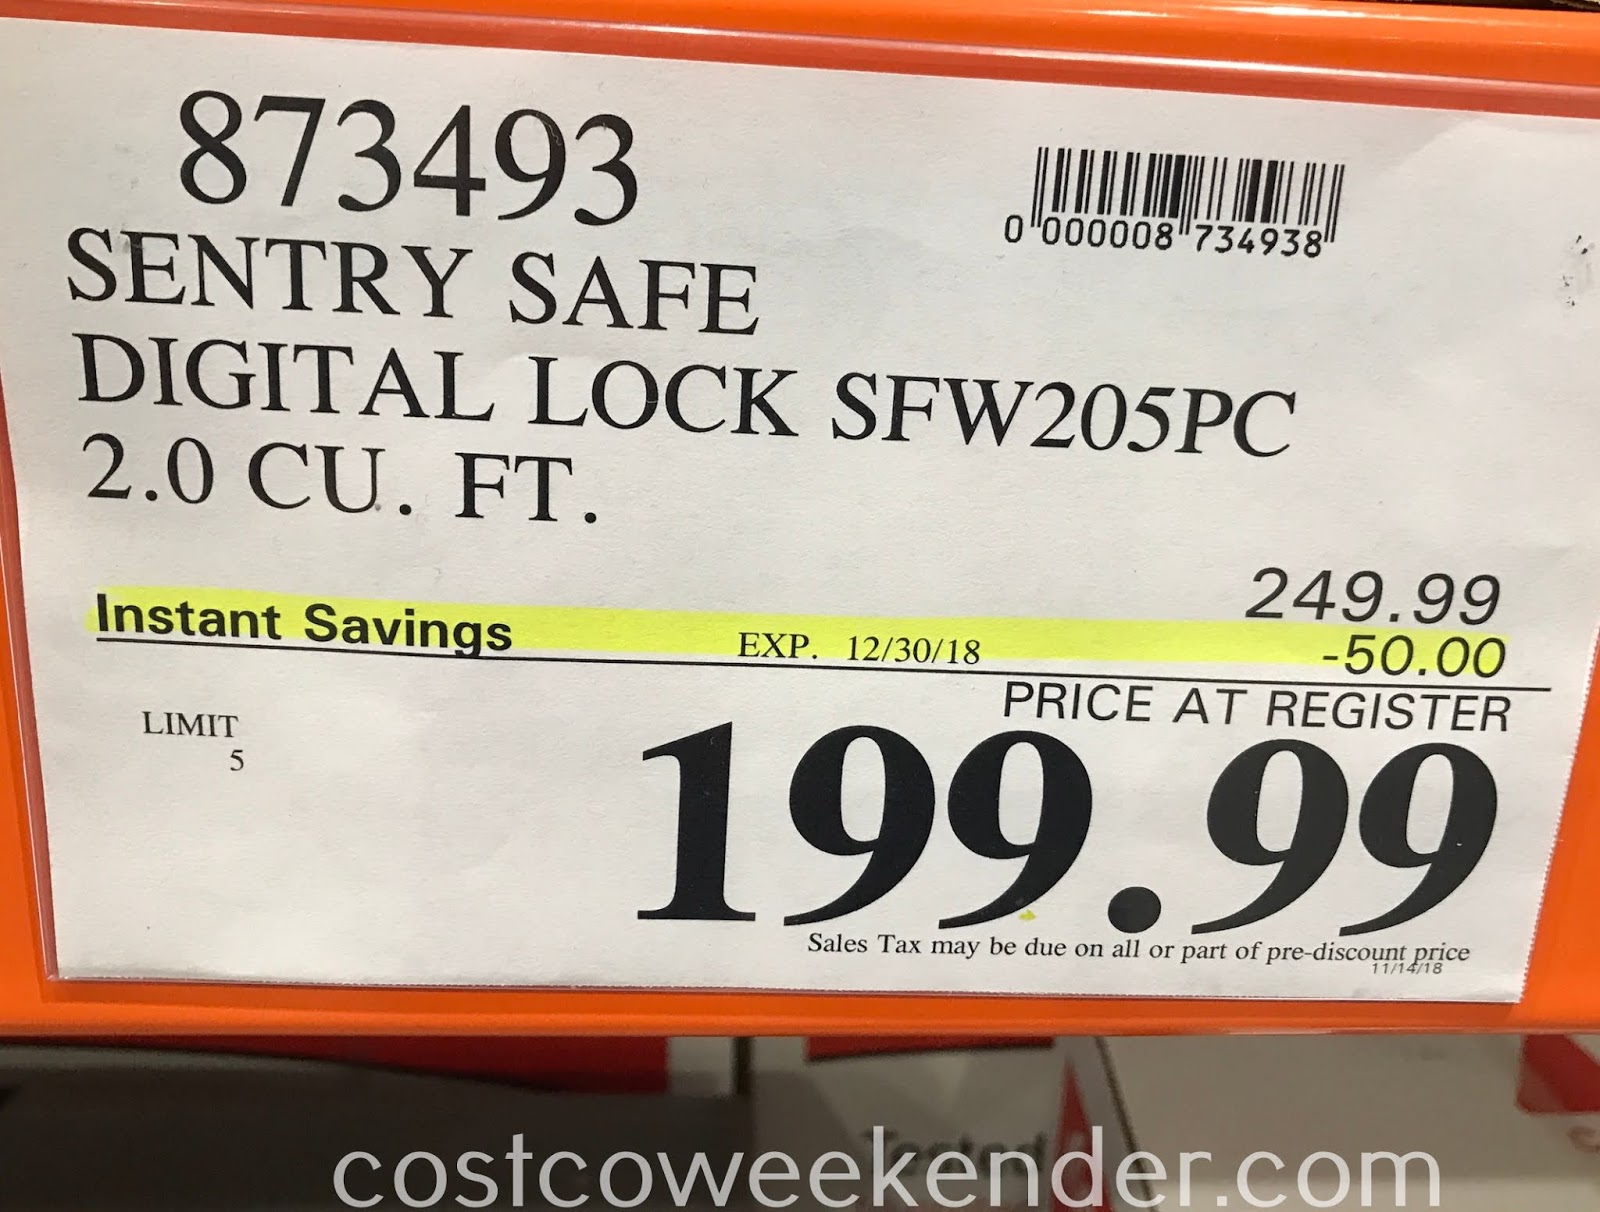 873493
0 000008 734938
SENTRY SAFE
DIGITAL LOCK SFW205PC
2.0 CU. FT.
249.99
Instant Savings EXP. 12/30/18 -50.00
PRICE AT REGISTER
LIMIT
5
199.99
Sales Tax may be due on all or part of pre-discount price
11/14/18
Tested
costcoweekender.com